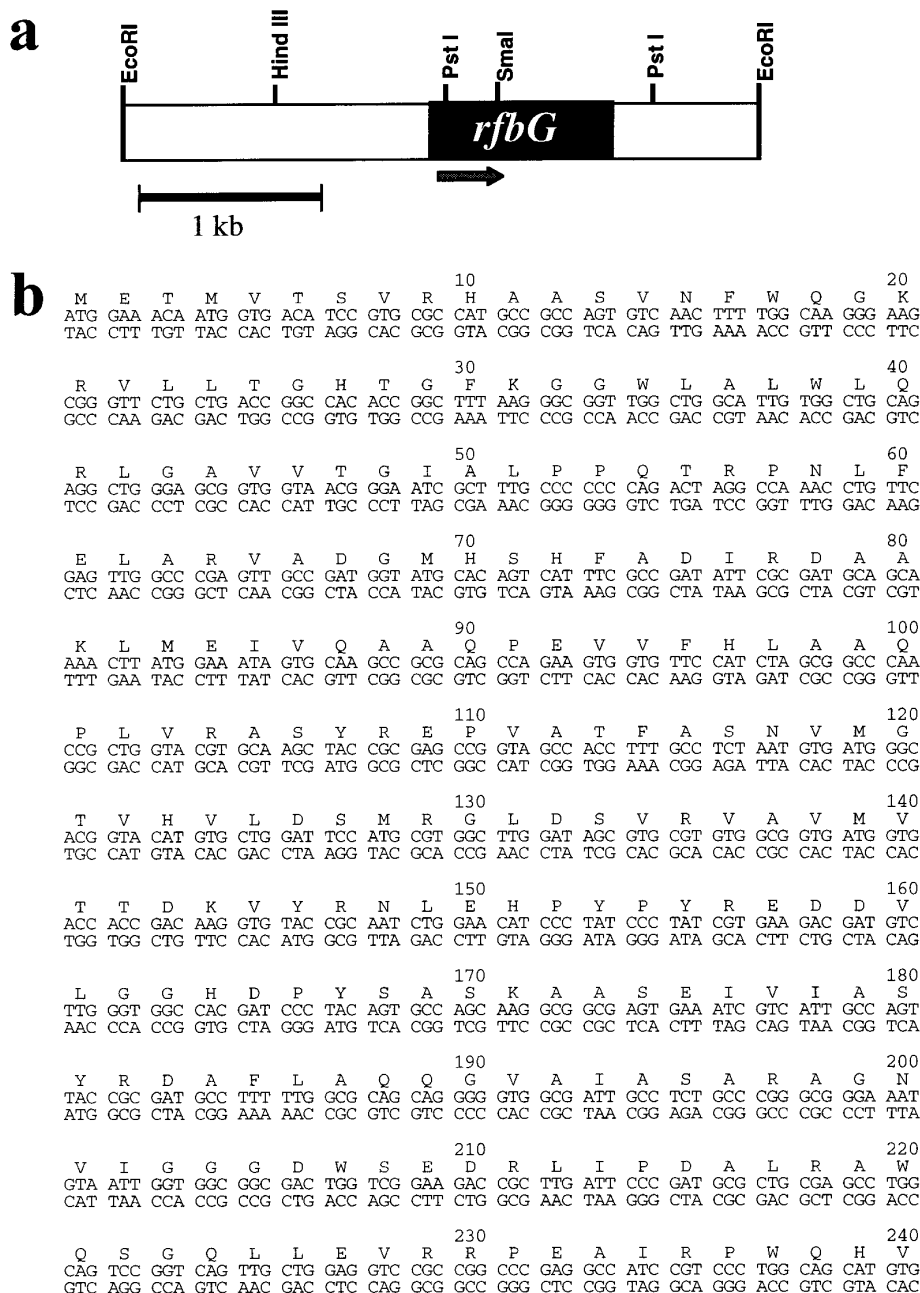 a
EcoRI
Hind III
Pst I
SmaI
Pst I
EcoRI
rfbG
1 kb
b
10 20
M E T M V T S V R H A A S V N F W Q G K
ATG GAA ACA ATG GTG ACA TCC GTG CGC CAT GCC GCC AGT GTC AAC TTT TGG CAA GGG AAG
TAC CTT TGT TAC CAC TGT AGG CAC GCG GTA CGG CGG TCA CAG TTG AAA ACC GTT CCC TTC
30 40
R V L L T G H T G F K G G W L A L W L Q
CGG GTT CTG CTG ACC GGC CAC ACC GGC TTT AAG GGC GGT TGG CTG GCA TTG TGG CTG CAG
GCC CAA GAC GAC TGG CCG GTG TGG CCG AAA TTC CCG CCA ACC GAC CGT AAC ACC GAC GTC
50 60
R L G A V V T G I A L P P Q T R P N L F
AGG CTG GGA GCG GTG GTA ACG GGA ATC GCT TTG CCC CCC CAG ACT AGG CCA AAC CTG TTC
TCC GAC CCT CGC CAC CAT TGC CCT TAG CGA AAC GGG GGG GTC TGA TCC GGT TTG GAC AAG
70 80
E L A R V A D G M H S H F A D I R D A A
GAG TTG GCC CGA GTT GCC GAT GGT ATG CAC AGT CAT TTC GCC GAT ATT CGC GAT GCA GCA
CTC AAC CGG GCT CAA CGG CTA CCA TAC GTG TCA GTA AAG CGG CTA TAA GCG CTA CGT CGT
90 100
K L M E I V Q A A Q P E V V F H L A A Q
AAA CTT ATG GAA ATA GTG CAA GCC GCG CAG CCA GAA GTG GTG TTC CAT CTA GCG GCC CAA
TTT GAA TAC CTT TAT CAC GTT CGG CGC GTC GGT CTT CAC CAC AAG GTA GAT CGC CGG GTT
110 120
P L V R A S Y R E P V A T F A S N V M G
CCG CTG GTA CGT GCA AGC TAC CGC GAG CCG GTA GCC ACC TTT GCC TCT AAT GTG ATG GGC
GGC GAC CAT GCA CGT TCG ATG GCG CTC GGC CAT CGG TGG AAA CGG AGA TTA CAC TAC CCG
130 140
T V H V L D S M R G L D S V R V A V M V
ACG GTA CAT GTG CTG GAT TCC ATG CGT GGC TTG GAT AGC GTG CGT GTG GCG GTG ATG GTG
TGC CAT GTA CAC GAC CTA AGG TAC GCA CCG AAC CTA TCG CAC GCA CAC CGC CAC TAC CAC
150 160
T T D K V Y R N L E H P Y P Y R E D D V
ACC ACC GAC AAG GTG TAC CGC AAT CTG GAA CAT CCC TAT CCC TAT CGT GAA GAC GAT GTC
TGG TGG CTG TTC CAC ATG GCG TTA GAC CTT GTA GGG ATA GGG ATA GCA CTT CTG CTA CAG
170 180
L G G H D P Y S A S K A A S E I V I A S
TTG GGT GGC CAC GAT CCC TAC AGT GCC AGC AAG GCG GCG AGT GAA ATC GTC ATT GCC AGT
AAC CCA CCG GTG CTA GGG ATG TCA CGG TCG TTC CGC CGC TCA CTT TAG CAG TAA CGG TCA
190 200
Y R D A F L A Q Q G V A I A S A R A G N
TAC CGC GAT GCC TTT TTG GCG CAG CAG GGG GTG GCG ATT GCC TCT GCC CGG GCG GGA AAT
ATG GCG CTA CGG AAA AAC CGC GTC GTC CCC CAC CGC TAA CGG AGA CGG GCC CGC CCT TTA
210 220
V I G G G D W S E D R L I P D A L R A W
GTA ATT GGT GGC GGC GAC TGG TCG GAA GAC CGC TTG ATT CCC GAT GCG CTG CGA GCC TGG
CAT TAA CCA CCG CCG CTG ACC AGC CTT CTG GCG AAC TAA GGG CTA CGC GAC GCT CGG ACC
230 240
Q S G Q L L E V R R P E A I R P W Q H V
CAG TCC GGT CAG TTG CTG GAG GTC CGC CGG CCC GAG GCC ATC CGT CCC TGG CAG CAT GTG
GTC AGG CCA GTC AAC GAC CTC CAG GCG GCC GGG CTC CGG TAG GCA GGG ACC GTC GTA CAC